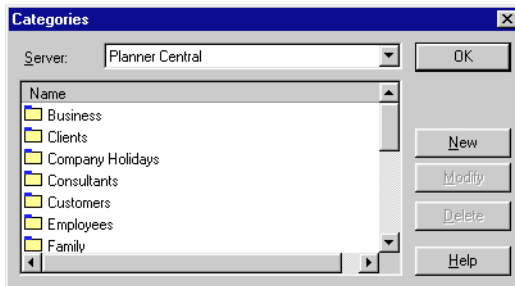 Categories
Server: Planner Central OK
Name
Business
Clients
Company Holidays
Consultants
Customers
Employees
Family
New
Modify
Delete
Help